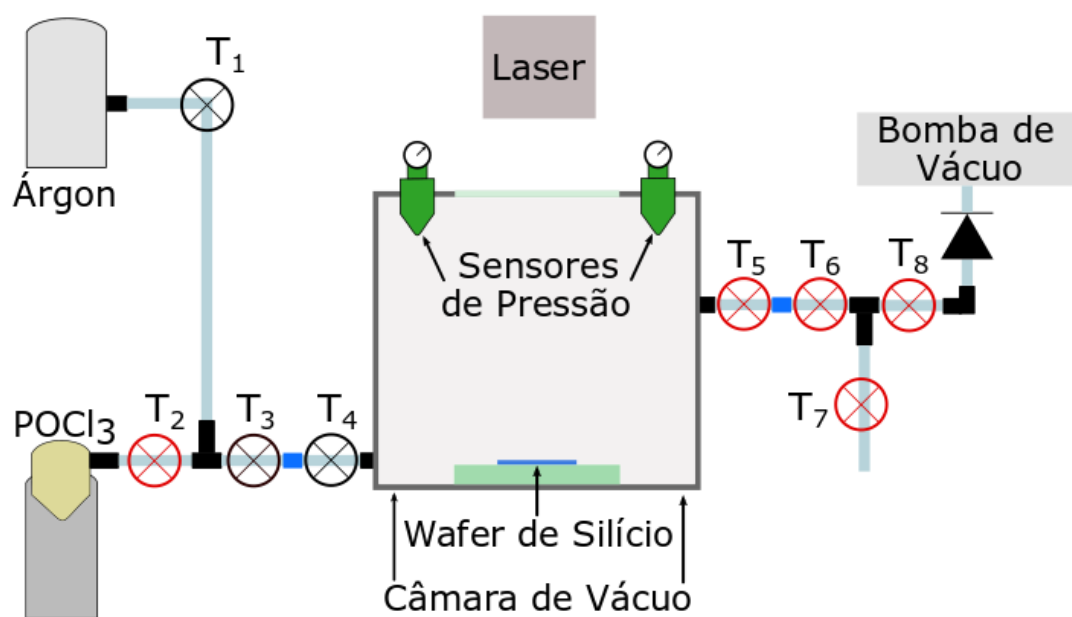 Laser
T1
Árgon
Bomba de
Vácuo
Sensores
de Pressão
T5
T6
T8
T7
POCl3
T2
T3
T4
Wafer de Silício
Câmara de Vácuo